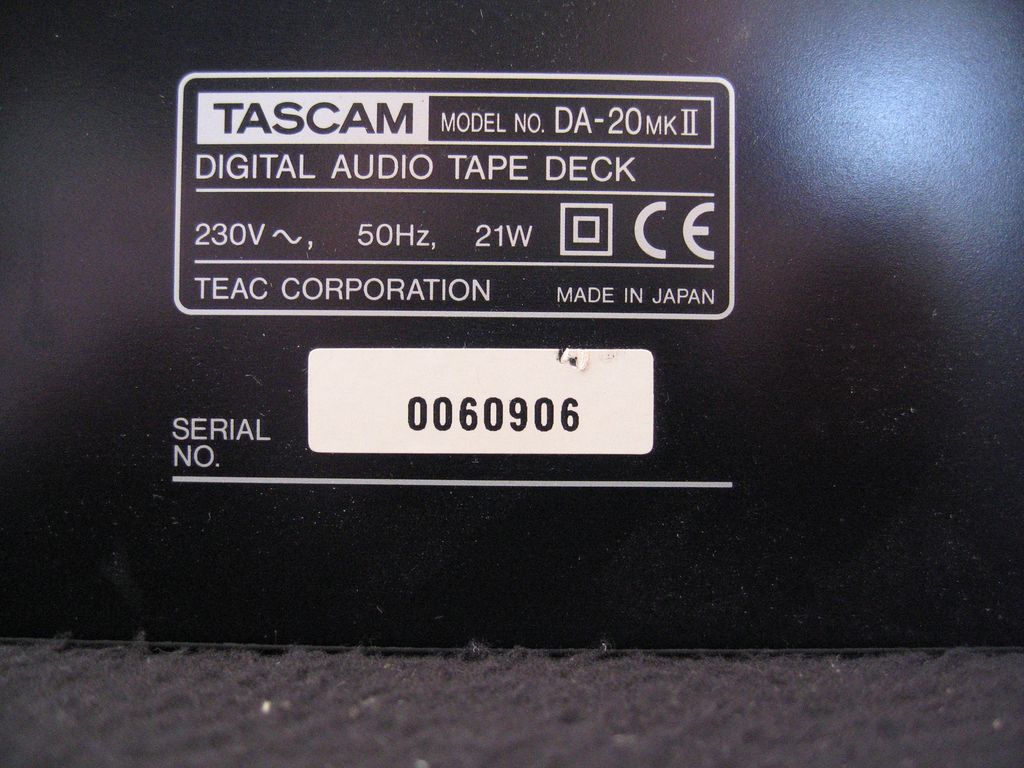 TASCAM MODEL NO. DA-20MKII
DIGITAL AUDIO TAPE DECK
230V～, 50Hz, 21W CE
TEAC CORPORATION MADE IN JAPAN
0060906
SERIAL
NO.